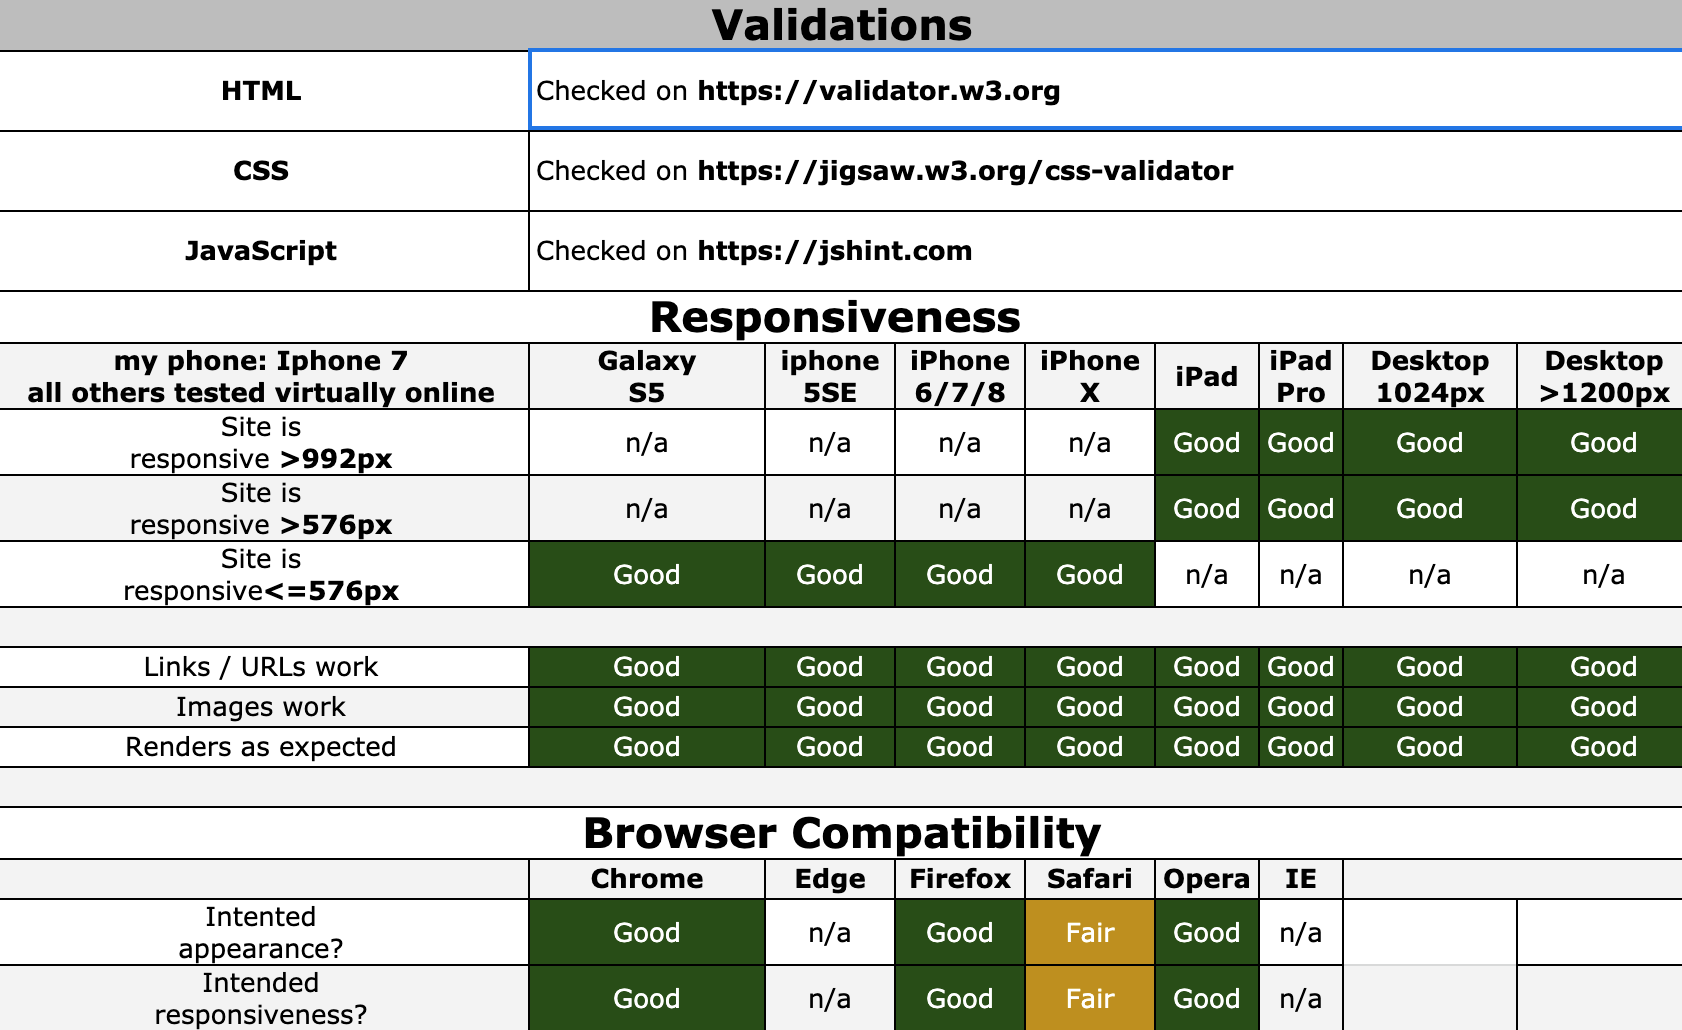 Validations
HTML Checked on https://validator.w3.org
CSS Checked on https://jigsaw.w3.org/css-validator
JavaScript Checked on https://jshint.com
Responsiveness
my phone: Iphone 7
all others tested virtually online
Galaxy
S5
iphone
5SE
iPhone
6/7/8
iPhone
X
iPad
iPad
Pro
Desktop
1024px
Desktop
>1200px
Site is
responsive >992px
n/a n/a n/a n/a Good Good Good Good
Site is
responsive >576px
n/a n/a n/a n/a Good Good Good Good
Site is
responsive<=576px
Good Good Good Good n/a n/a n/a n/a
Links / URLs work Good Good Good Good Good Good Good Good
Images work Good Good Good Good Good Good Good Good
Renders as expected Good Good Good Good Good Good Good Good
Browser Compatibility
Chrome Edge Firefox Safari Opera IE
Intented
appearance?
Good n/a Good Fair Good n/a
Intended
responsiveness?
Good n/a Good Fair Good n/a